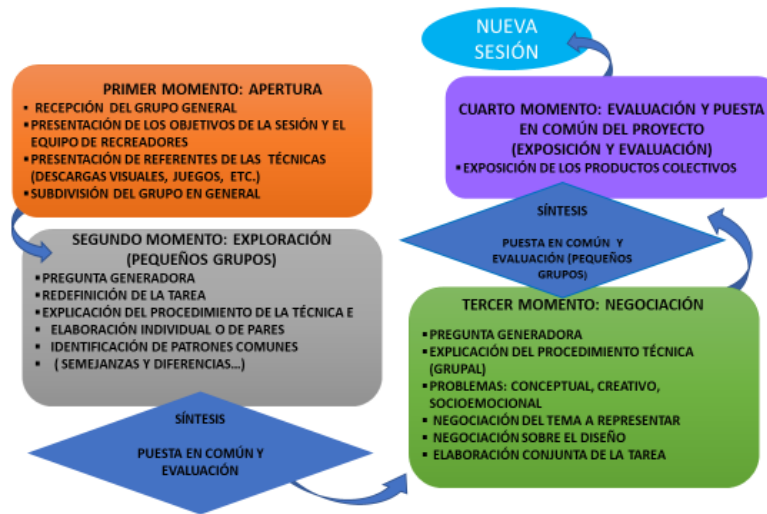 PRIMER MOMENTO: APERTURA
▪ RECEPCIÓN DEL GRUPO GENERAL
▪PRESENTACIÓN DE LOS OBJETIVOS DE LA SESIÓN Y EL
EQUIPO DE RECREADORES
▪PRESENTACIÓN DE REFERENTES DE LAS TÉCNICAS
(DESCARGAS VISUALES, JUEGOS, ETC.)
▪SUBDIVISIÓN DEL GRUPO EN GENERAL
SEGUNDO MOMENTO: EXPLORACIÓN
(PEQUEÑOS GRUPOS)
▪PREGUNTA GENERADORA
▪REDEFINICIÓN DE LA TAREA
▪EXPLICACIÓN DEL PROCEDIMIENTO DE LA TÉCNICA E
▪ ELABORACIÓN INDIVIDUAL O DE PARES
▪ IDENTIFICACIÓN DE PATRONES COMUNES
▪ ( SEMEJANZAS Y DIFERENCIAS...)
SÍNTESIS
PUESTA EN COMÚN Y
EVALUACIÓN
TERCER MOMENTO: NEGOCIACIÓN
▪PREGUNTA GENERADORA
▪EXPLICACIÓN DEL PROCEDIMIENTO TÉCNICA
(GRUPAL)
▪PROBLEMAS: CONCEPTUAL, CREATIVO,
SOCIOEMOCIONAL
▪ NEGOCIACIÓN DEL TEMA A REPRESENTAR
▪ NEGOCIACIÓN SOBRE EL DISEÑO
▪ ELABORACIÓN CONJUNTA DE LA TAREA
SÍNTESIS
PUESTA EN COMÚN Y
EVALUACIÓN (PEQUEÑOS
GRUPOS)
CUARTO MOMENTO: EVALUACIÓN Y PUESTA
EN COMÚN DEL PROYECTO
(EXPOSICIÓN Y EVALUACIÓN)
▪EXPOSICIÓN DE LOS PRODUCTOS COLECTIVOS
NUEVA
SESIÓN